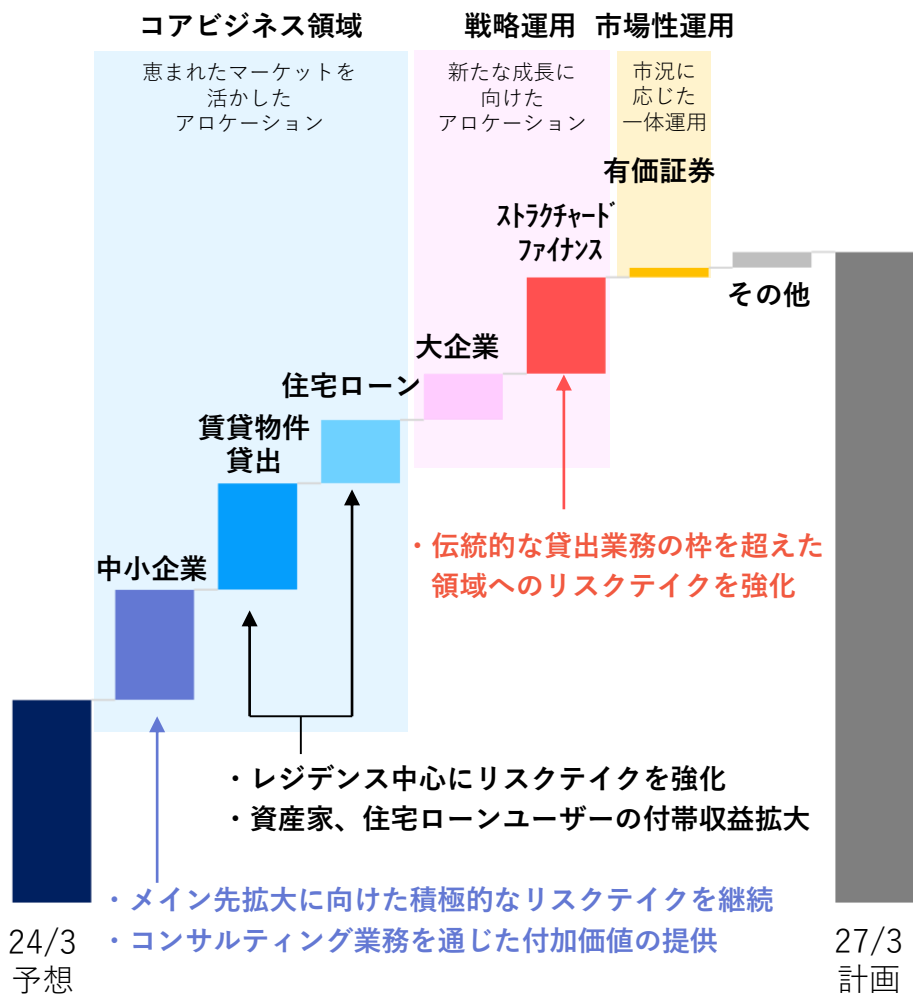 コアビジネス領域
恵まれたマーケットを
活かした
アロケーション
戦略運用
新たな成長に
向けた
アロケーション
市場性運用
市況に
応じた
一体運用
有価証券
ｽﾄﾗｸﾁｬｰﾄﾞ
ﾌｧｲﾅﾝｽ
その他
大企業
住宅ローン
賃貸物件
貸出
中小企業
・伝統的な貸出業務の枠を超えた
領域へのリスクテイクを強化
・レジデンス中心にリスクテイクを強化
・資産家、住宅ローンユーザーの付帯収益拡大
・メイン先拡大に向けた積極的なリスクテイクを継続
・コンサルティング業務を通じた付加価値の提供
24/3
予想
27/3
計画